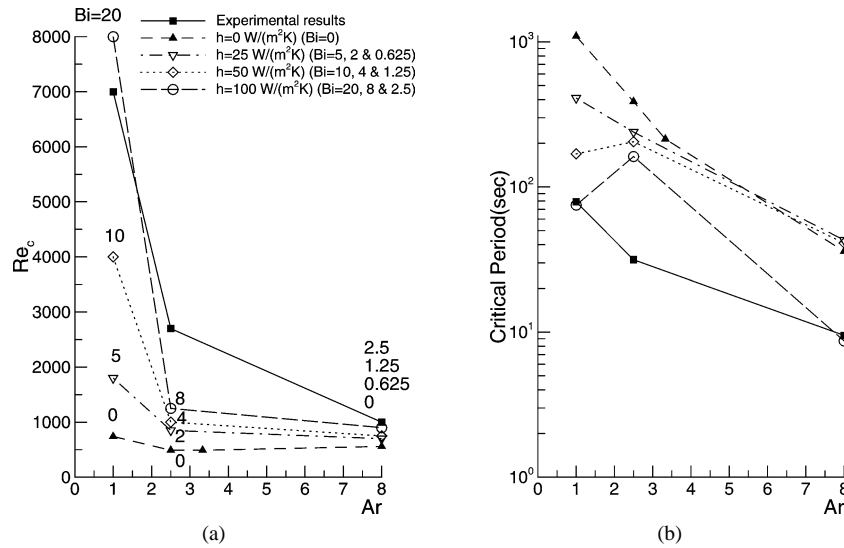 Bi=20
Experimental results
h=0 W/(m²K) (Bi=0)
h=25 W/(m²K) (Bi=5, 2 & 0.625)
h=50 W/(m²K) (Bi=10, 4 & 1.25)
h=100 W/(m²K) (Bi=20, 8 & 2.5)
8000
7000
6000
5000
4000
3000
2000
1000
0
Re_c
10
5
0
8
4
2
0
2.5
1.25
0.625
0
0 1 2 3 4 5 6 7 8
Ar
(a)
10³
10²
10¹
10⁰
Critical Period(sec)
0 1 2 3 4 5 6 7 8
Ar
(b)